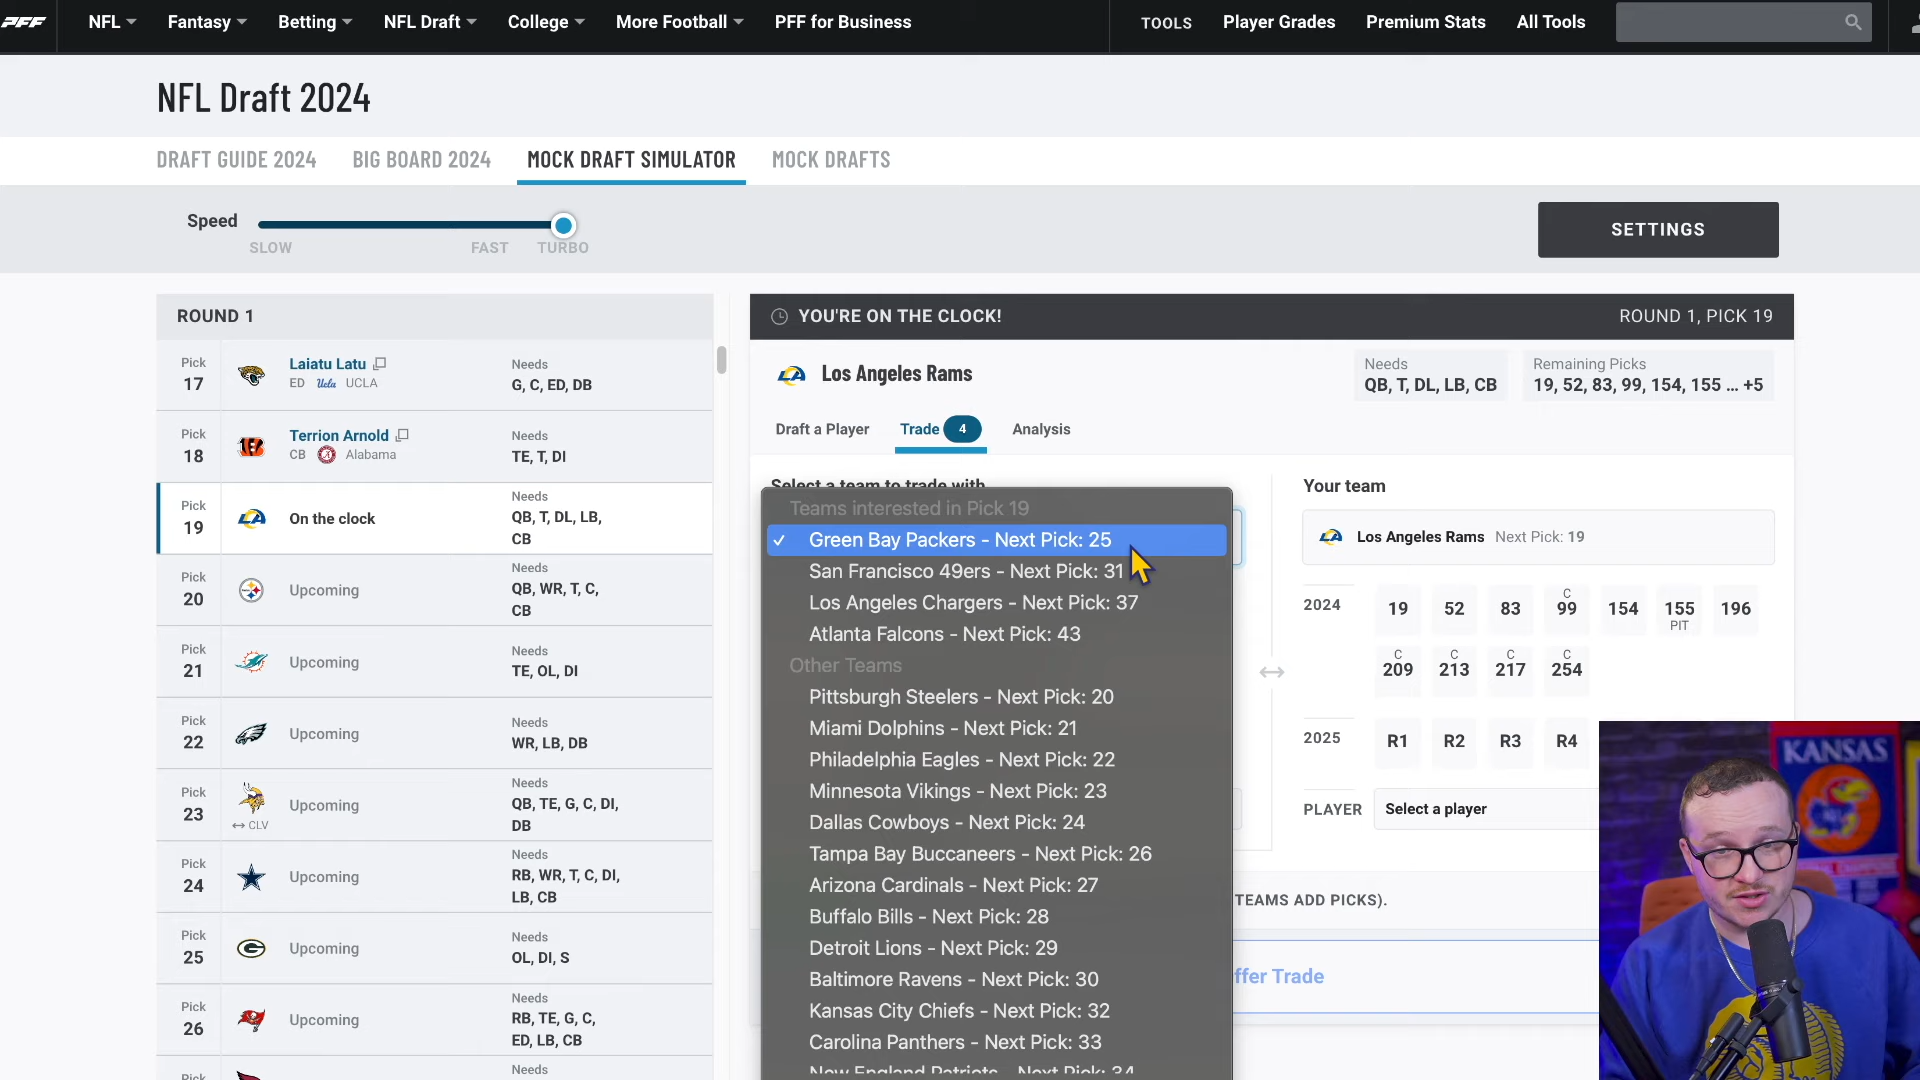 PFF
NFL
Fantasy
Betting
NFL Draft
College
More Football
PFF for Business
TOOLS
Player Grades
Premium Stats
All Tools
NFL Draft 2024
DRAFT GUIDE 2024
BIG BOARD 2024
MOCK DRAFT SIMULATOR
MOCK DRAFTS
Speed
SLOW
FAST
TURBO
SETTINGS
ROUND 1
Pick
17
Laiatu Latu
ED Ucla UCLA
Needs
G, C, ED, DB
Pick
18
Terrion Arnold
CB A Alabama
Needs
TE, T, DI
Pick
19
On the clock
Needs
QB, T, DL, LB,
CB
Pick
20
Upcoming
Needs
QB, WR, T, C,
CB
Pick
21
Upcoming
Needs
TE, OL, DI
Pick
22
Upcoming
Needs
WR, LB, DB
Pick
23
CLV
Upcoming
Needs
QB, TE, G, C, DI,
DB
Pick
24
Upcoming
Needs
RB, WR, T, C, DI,
LB, CB
Pick
25
Upcoming
Needs
OL, DI, S
Pick
26
Upcoming
Needs
RB, TE, G, C,
ED, LB, CB
Pick
Needs
YOU'RE ON THE CLOCK!
ROUND 1, PICK 19
Los Angeles Rams
Needs
QB, T, DL, LB, CB
Remaining Picks
19, 52, 83, 99, 154, 155 ... +5
Draft a Player
Trade 4
Analysis
Select a team to trade with
Teams interested in Pick 19
✓ Green Bay Packers - Next Pick: 25
San Francisco 49ers - Next Pick: 31
Los Angeles Chargers - Next Pick: 37
Atlanta Falcons - Next Pick: 43
Other Teams
Pittsburgh Steelers - Next Pick: 20
Miami Dolphins - Next Pick: 21
Philadelphia Eagles - Next Pick: 22
Minnesota Vikings - Next Pick: 23
Dallas Cowboys - Next Pick: 24
Tampa Bay Buccaneers - Next Pick: 26
Arizona Cardinals - Next Pick: 27
Buffalo Bills - Next Pick: 28
Detroit Lions - Next Pick: 29
Baltimore Ravens - Next Pick: 30
Kansas City Chiefs - Next Pick: 32
Carolina Panthers - Next Pick: 33
New England Patriots - Next Pick: 34
Your team
Los Angeles Rams Next Pick: 19
2024
19
52
83
C
99
154
155
PIT
196
C
209
C
213
C
217
C
254
2025
R1
R2
R3
R4
PLAYER
Select a player
TEAMS ADD PICKS).
ffer Trade
KANSAS